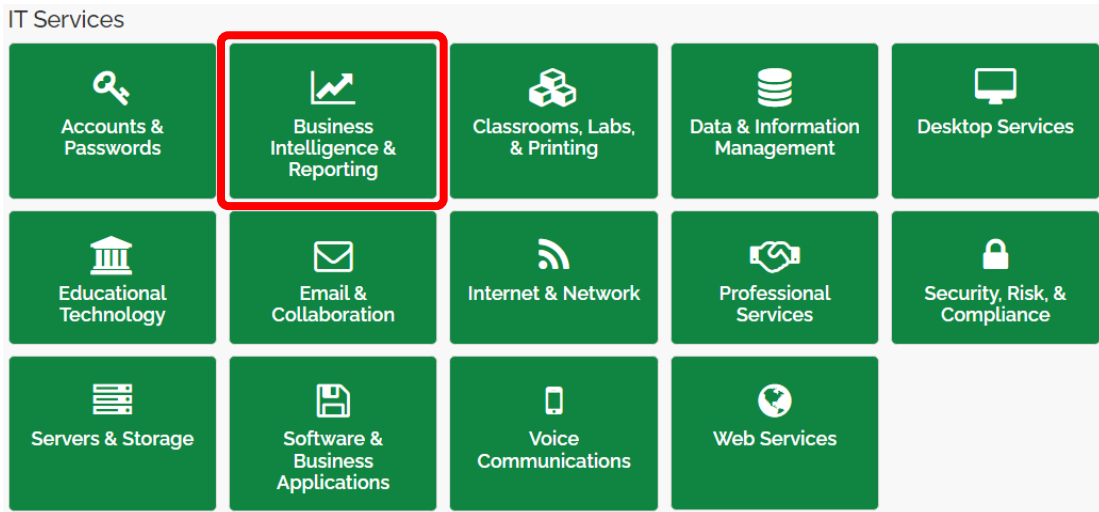 IT Services
Accounts &
Passwords
Business
Intelligence &
Reporting
Classrooms, Labs,
& Printing
Data & Information
Management
Desktop Services
Educational
Technology
Email &
Collaboration
Internet & Network
Professional
Services
Security, Risk, &
Compliance
Servers & Storage
Software &
Business
Applications
Voice
Communications
Web Services